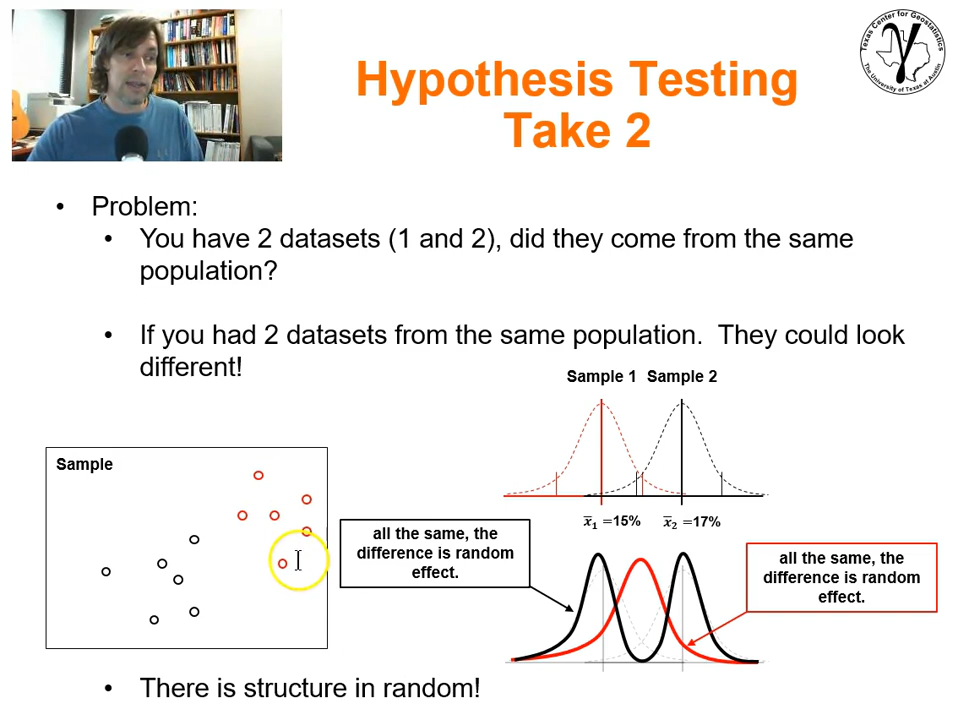 Texas Center for Geostatistics
The University of Texas at Austin
Hypothesis Testing
Take 2
• Problem:
• You have 2 datasets (1 and 2), did they come from the same
population?
• If you had 2 datasets from the same population.  They could look
different!
Sample 1 Sample 2
Sample
x̅₁ =15% x̅₂ =17%
all the same, the
difference is random
effect.
all the same, the
difference is random
effect.
• There is structure in random!